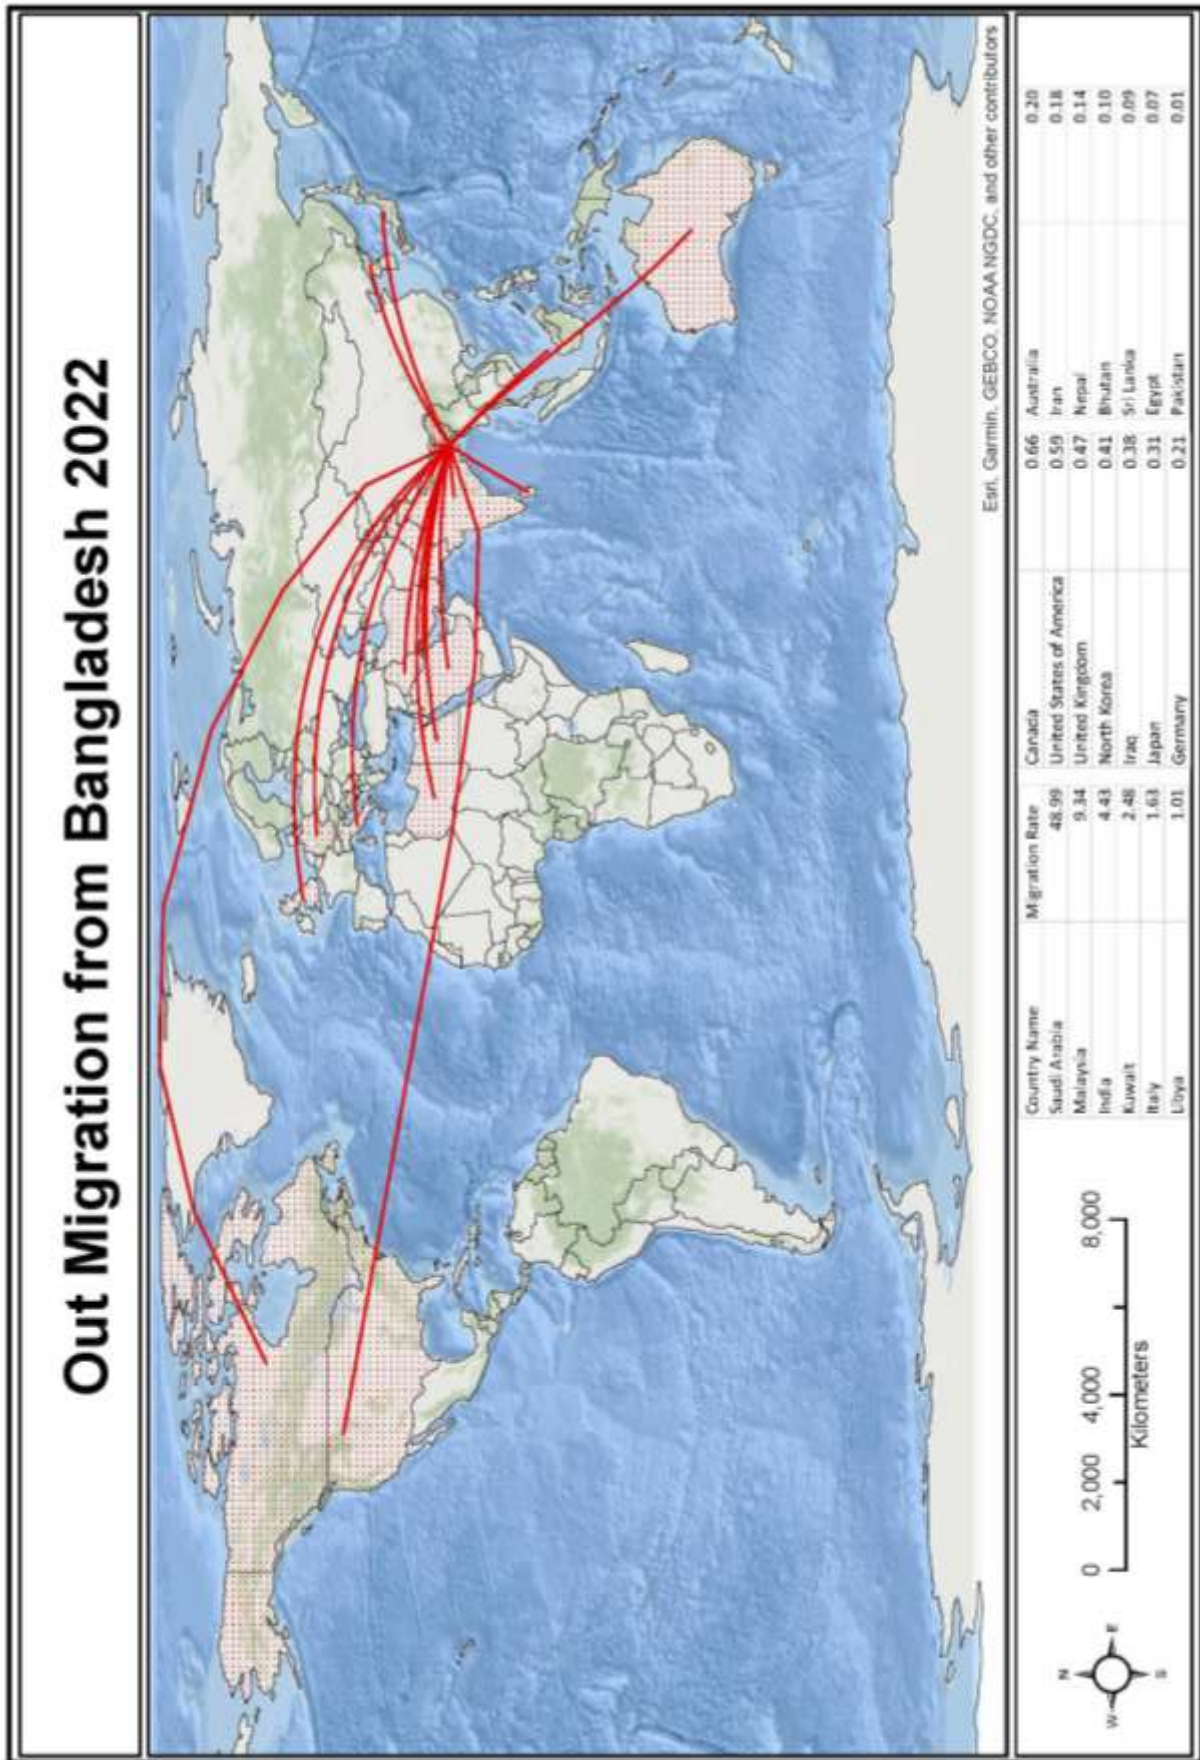 Out Migration from Bangladesh 2022
Esri, Garmin, GEBCO, NOAA NGDC, and other contributors
N
W E
S
0 2,000 4,000 8,000
Kilometers
Country Name Migration Rate Canada 0.66 Australia 0.20
Saudi Arabia 48.99 United States of America 0.59 Iran 0.18
Malaysia 9.34 United Kingdom 0.47 Nepal 0.14
India 4.43 North Korea 0.41 Bhutan 0.10
Kuwait 2.48 Iraq 0.38 Sri Lanka 0.09
Italy 1.63 Japan 0.31 Egypt 0.07
Libya 1.01 Germany 0.21 Pakistan 0.01